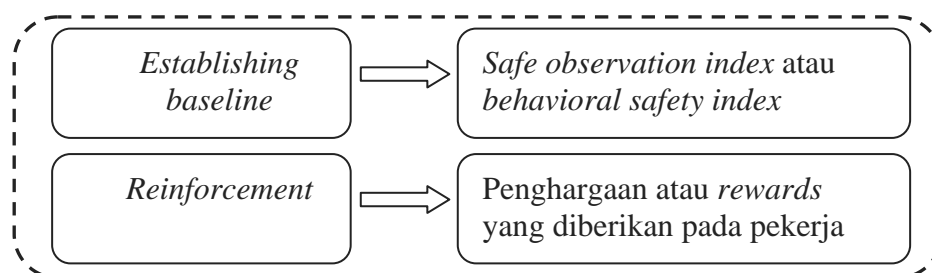 Establishing
baseline
Safe observation index atau
behavioral safety index
Reinforcement
Penghargaan atau rewards
yang diberikan pada pekerja